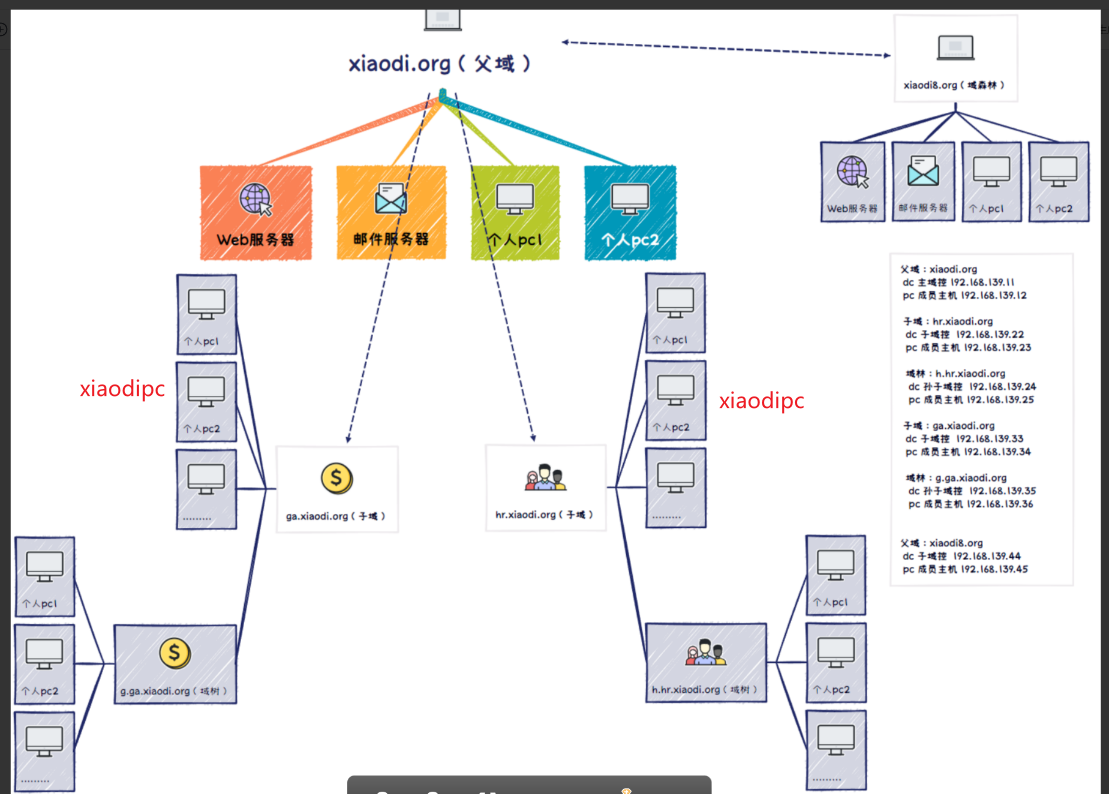 xiaodi.org（父域）
xiaodi8.org（域森林）
Web服务器
邮件服务器
个人pc1
个人pc2
Web服务器
邮件服务器
个人pc1
个人pc2
个人pc1
xiaodipc
个人pc2
.........
ga.xiaodi.org（子域）
hr.xiaodi.org（子域）
个人pc1
个人pc2
xiaodipc
.........
个人pc1
个人pc2
.........
g.ga.xiaodi.org（域树）
h.hr.xiaodi.org（域树）
个人pc1
个人pc2
.........
父域：xiaodi.org
dc 主域控 192.168.139.11
pc 成员主机 192.168.139.12
子域：hr.xiaodi.org
dc 子域控 192.168.139.22
pc 成员主机 192.168.139.23
域林：h.hr.xiaodi.org
dc 孙子域控 192.168.139.24
pc 成员主机 192.168.139.25
子域：ga.xiaodi.org
dc 子域控 192.168.139.33
pc 成员主机 192.168.139.34
域林：g.ga.xiaodi.org
dc 孙子域控 192.168.139.35
pc 成员主机 192.168.139.36
父域：xiaodi8.org
dc 子域控 192.168.139.44
pc 成员主机 192.168.139.45